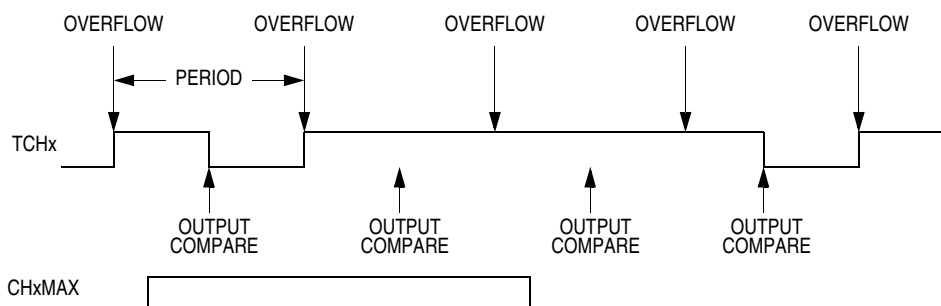 OVERFLOW OVERFLOW OVERFLOW OVERFLOW OVERFLOW
PERIOD
TCHx
OUTPUT COMPARE
OUTPUT COMPARE
OUTPUT COMPARE
OUTPUT COMPARE
CHxMAX